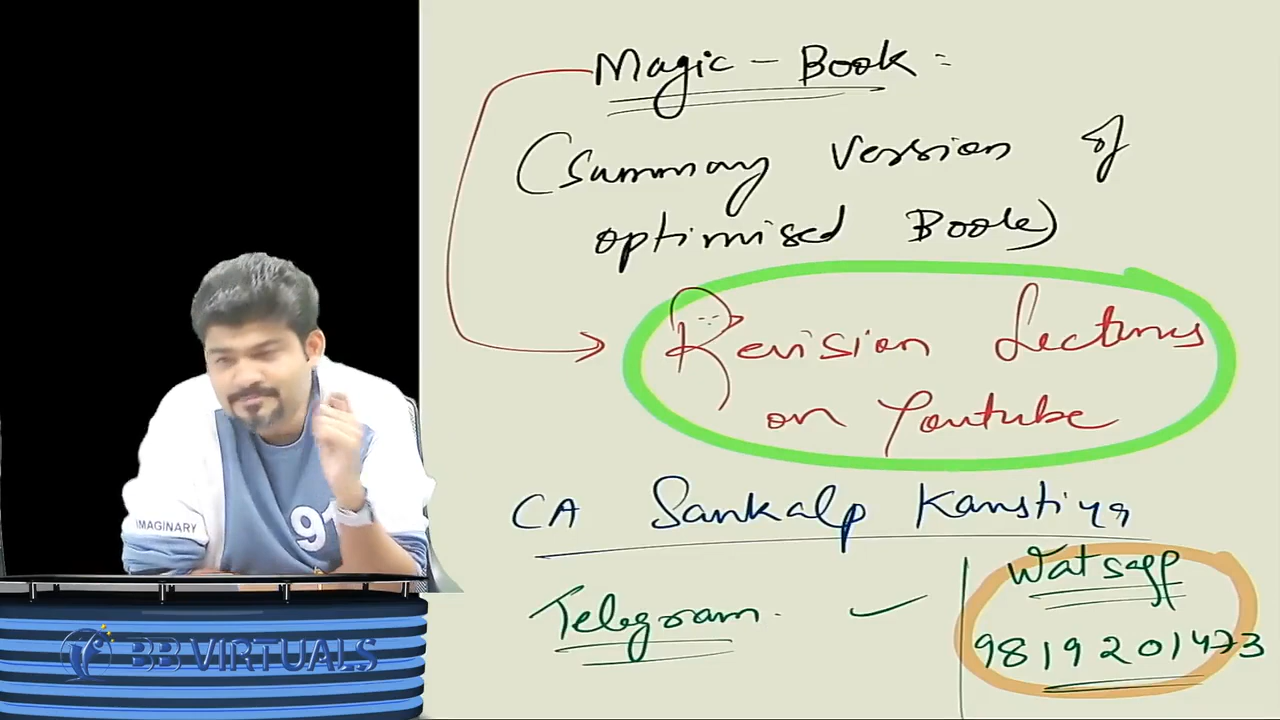 Magic - Book :
(Summary Version of
optimised Book)
Revision Lectures
on Youtube
CA Sankalp Kanstiya
Telegram.
Watsapp
9819201473
IMAGINARY
91
BB VIRTUALS